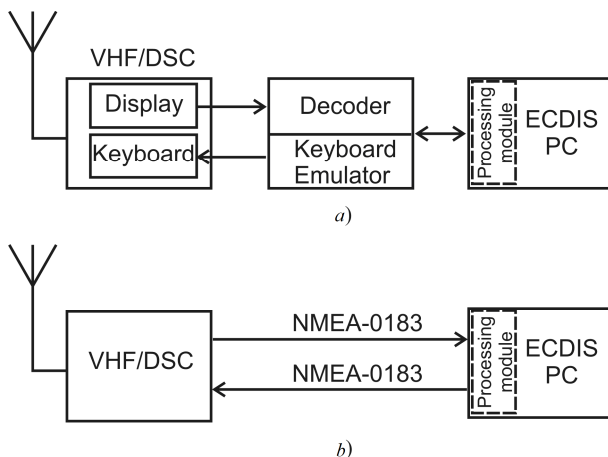 VHF/DSC
Display
Keyboard
Decoder
Keyboard
Emulator
Processing
module
ECDIS
PC
a)
VHF/DSC
NMEA-0183
NMEA-0183
Processing
module
ECDIS
PC
b)